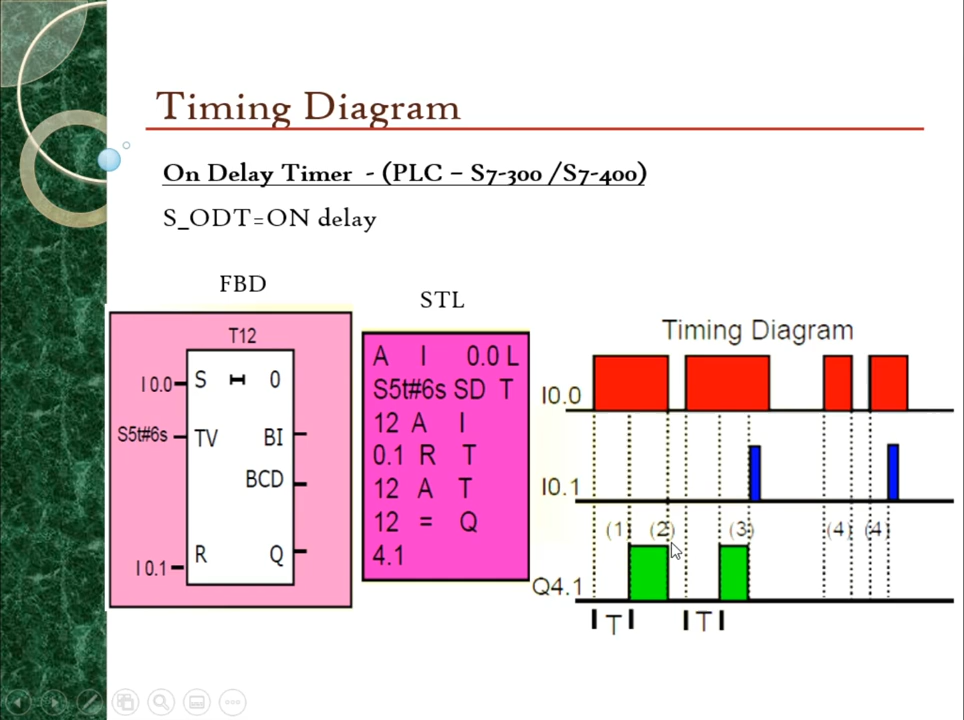 Timing Diagram
On Delay Timer - (PLC – S7-300 /S7-400)
S_ODT=ON delay
FBD
T12
I 0.0
S
0
S5t#6s
TV
BI
BCD
I 0.1
R
Q
STL
A I 0.0 L
S5t#6s SD T
12 A I
0.1 R T
12 A T
12 = Q
4.1
Timing Diagram
I0.0
I0.1
(1) (2) (3) (4) (4)
Q4.1
T T